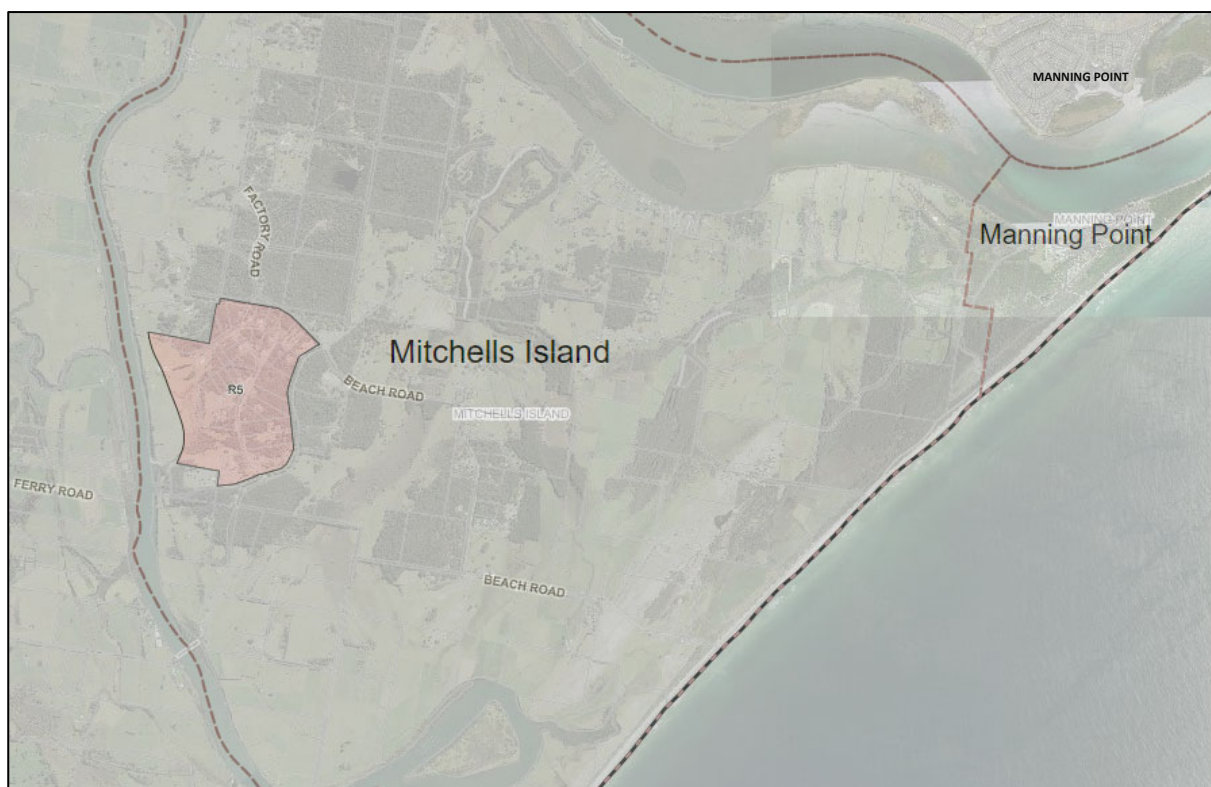 MANNING POINT
FACTORY ROAD
MANNING POINT
Manning Point
Mitchells Island
R5
BEACH ROAD
MITCHELLS ISLAND
FERRY ROAD
BEACH ROAD